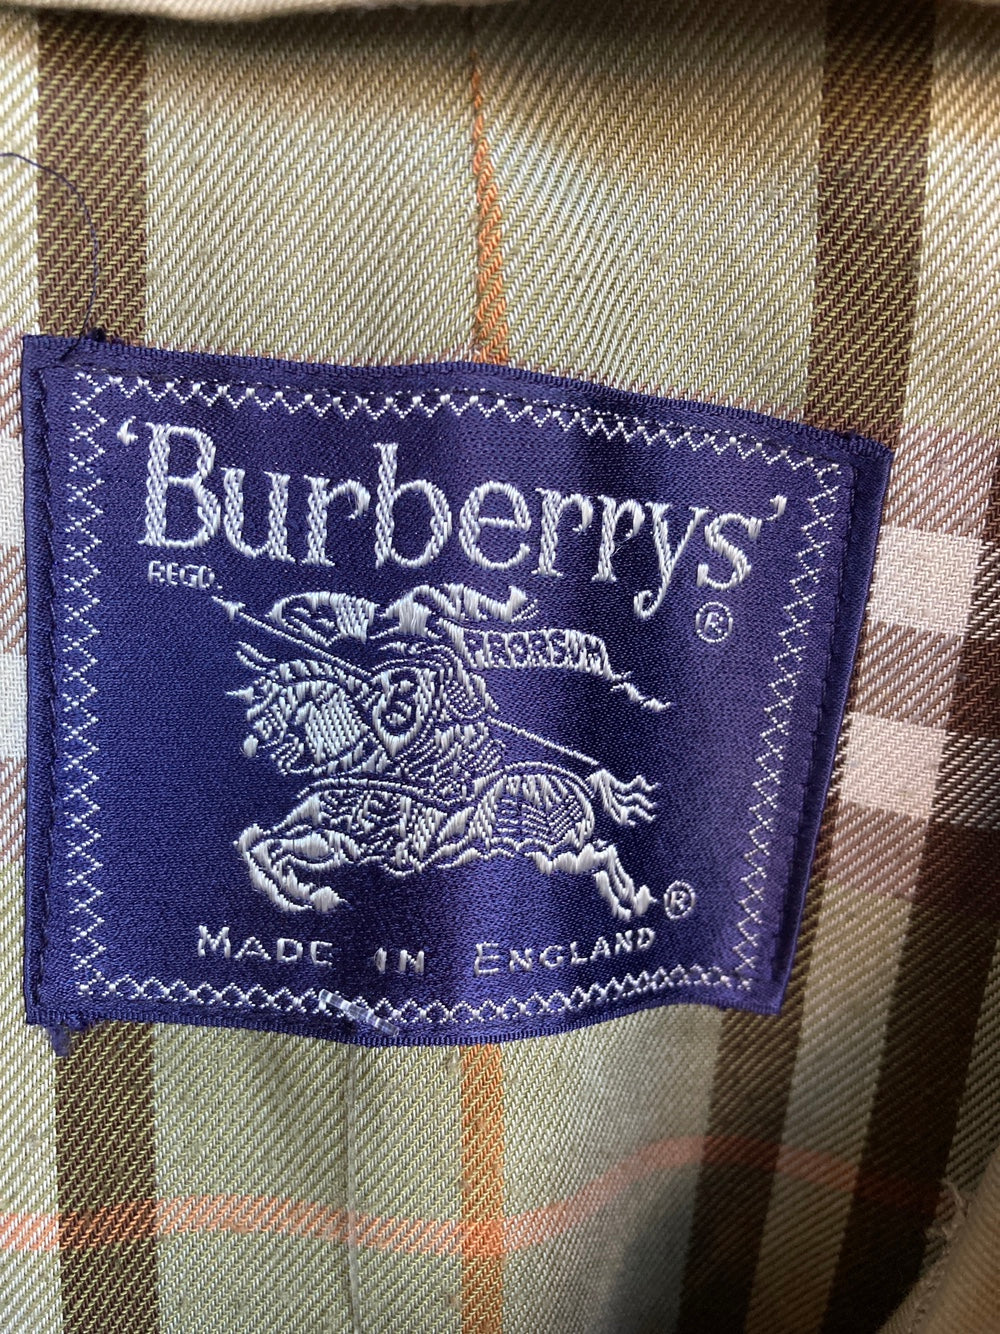 'Burberrys'
REGD.
®
PRORSUM
®
MADE IN ENGLAND